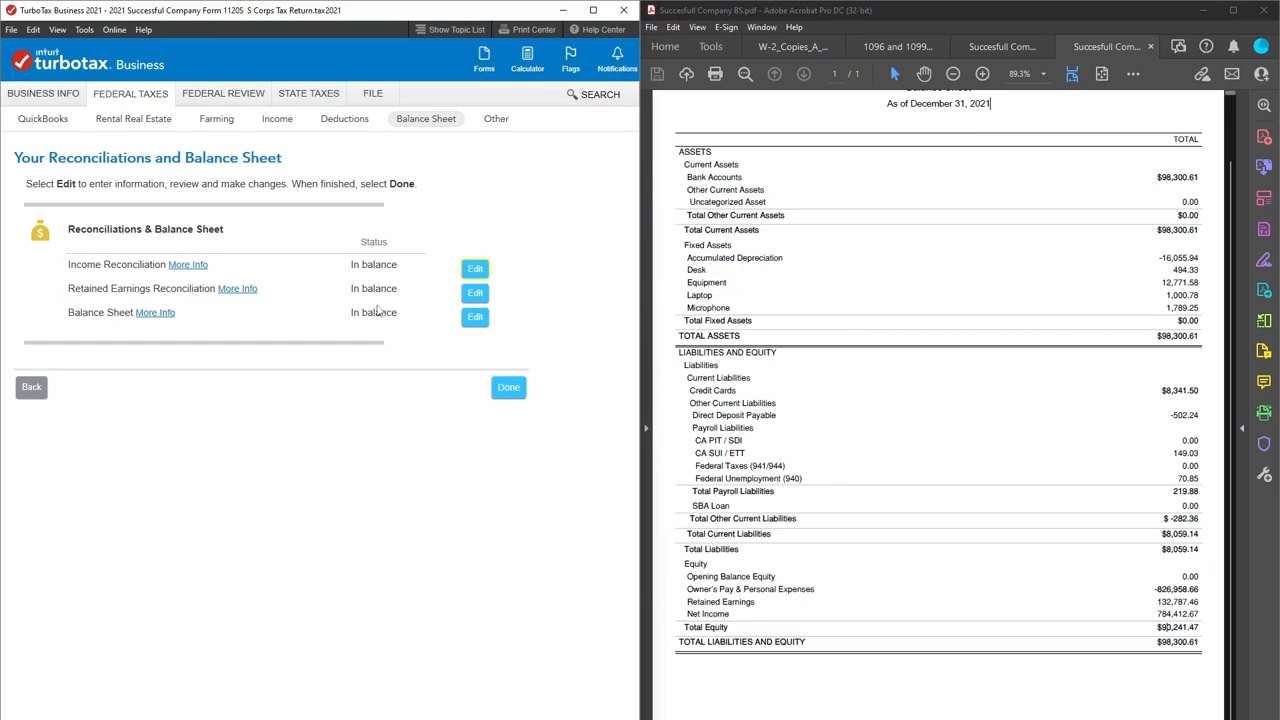 TurboTax Business 2021 - 2021 Successful Company Form 1120S S Corps Tax Return.tax2021
File Edit View Tools Online Help
Show Topic List Print Center Help Center
intuit
turbotax. Business
Forms Calculator Flags Notifications
BUSINESS INFO FEDERAL TAXES FEDERAL REVIEW STATE TAXES FILE SEARCH
QuickBooks Rental Real Estate Farming Income Deductions Balance Sheet Other
Your Reconciliations and Balance Sheet
Select Edit to enter information, review and make changes. When finished, select Done.
Reconciliations & Balance Sheet
Status
Income Reconciliation More Info In balance Edit
Retained Earnings Reconciliation More Info In balance Edit
Balance Sheet More Info In balance Edit
Back Done
Succesfull Company BS.pdf - Adobe Acrobat Pro DC (32-bit)
File Edit View E-Sign Window Help
Home Tools W-2_Copies_A_... 1096 and 1099... Succesfull Com... Succesfull Com...
1 / 1 89.3%
As of December 31, 2021
TOTAL
ASSETS
Current Assets
Bank Accounts $98,300.61
Other Current Assets
Uncategorized Asset 0.00
Total Other Current Assets $0.00
Total Current Assets $98,300.61
Fixed Assets
Accumulated Depreciation -16,055.94
Desk 494.33
Equipment 12,771.58
Laptop 1,000.78
Microphone 1,789.25
Total Fixed Assets $0.00
TOTAL ASSETS $98,300.61
LIABILITIES AND EQUITY
Liabilities
Current Liabilities
Credit Cards $8,341.50
Other Current Liabilities
Direct Deposit Payable -502.24
Payroll Liabilities
CA PIT / SDI 0.00
CA SUI / ETT 149.03
Federal Taxes (941/944) 0.00
Federal Unemployment (940) 70.85
Total Payroll Liabilities 219.88
SBA Loan 0.00
Total Other Current Liabilities $ -282.36
Total Current Liabilities $8,059.14
Total Liabilities $8,059.14
Equity
Opening Balance Equity 0.00
Owner's Pay & Personal Expenses -826,958.66
Retained Earnings 132,787.46
Net Income 784,412.67
Total Equity $90,241.47
TOTAL LIABILITIES AND EQUITY $98,300.61